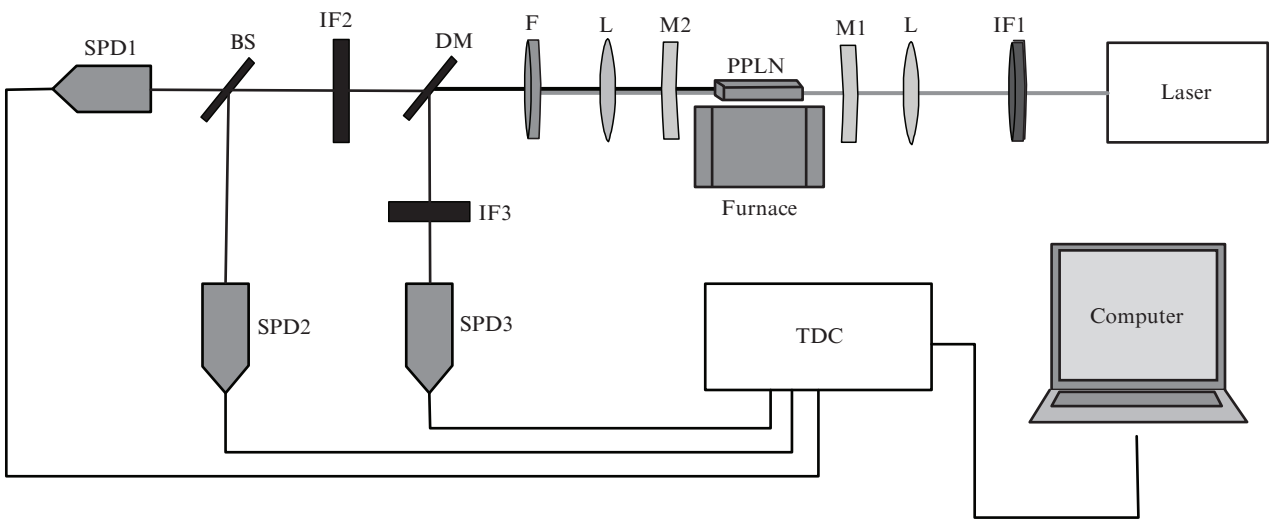 SPD1
BS
IF2
DM
F
L
M2
PPLN
M1
L
IF1
Laser
Furnace
IF3
SPD2
SPD3
TDC
Computer